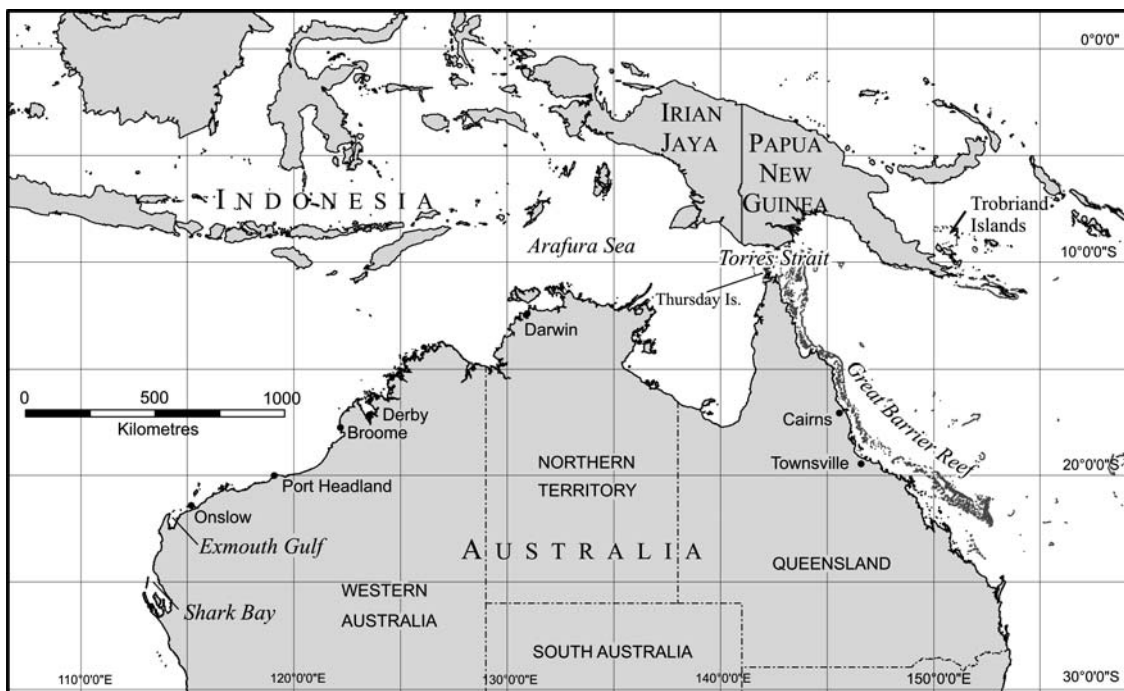 0°0'0"
IRIAN
JAYA
PAPUA
NEW
GUINEA
INDONESIA
Trobriand
Islands
Arafura Sea
Torres Strait
10°0'0"S
Thursday Is.
Darwin
0 500 1000
Kilometres
Derby
Broome
Great Barrier Reef
Cairns
Townsville
NORTHERN
TERRITORY
20°0'0"S
Port Headland
Onslow
Exmouth Gulf
AUSTRALIA
QUEENSLAND
WESTERN
AUSTRALIA
Shark Bay
SOUTH AUSTRALIA
110°0'0"E 120°0'0"E 130°0'0"E 140°0'0"E 150°0'0"E 30°0'0"S